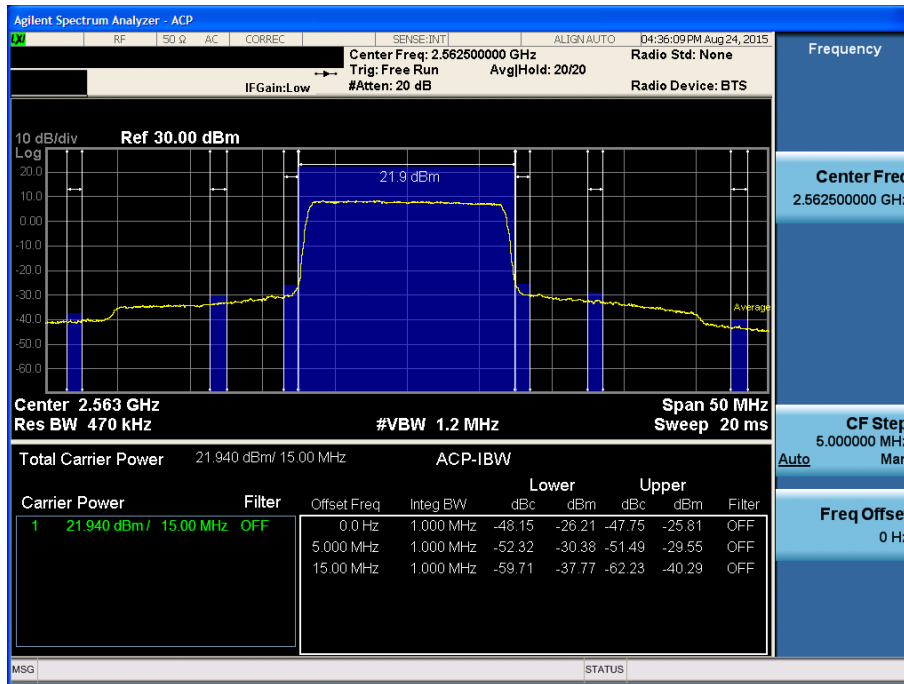 Agilent Spectrum Analyzer - ACP
LXI RF 50 Ω AC CORREC SENSE:INT ALIGN AUTO 04:36:09 PM Aug 24, 2015
Center Freq: 2.562500000 GHz Radio Std: None
Trig: Free Run Avg|Hold: 20/20
IFGain:Low #Atten: 20 dB Radio Device: BTS
10 dB/div Ref 30.00 dBm
Log
20.0
10.0
0.00
-10.0
-20.0
-30.0
-40.0
-50.0
-60.0
21.9 dBm
Average
Center 2.563 GHz Span 50 MHz
Res BW 470 kHz #VBW 1.2 MHz Sweep 20 ms
Total Carrier Power 21.940 dBm/ 15.00 MHz ACP-IBW
Lower Upper
Carrier Power Filter Offset Freq Integ BW dBc dBm dBc dBm Filter
1 21.940 dBm / 15.00 MHz OFF 0.0 Hz 1.000 MHz -48.15 -26.21 -47.75 -25.81 OFF
5.000 MHz 1.000 MHz -52.32 -30.38 -51.49 -29.55 OFF
15.00 MHz 1.000 MHz -59.71 -37.77 -62.23 -40.29 OFF
MSG STATUS
Frequency
Center Freq
2.562500000 GHz
CF Step
5.000000 MHz
Auto Man
Freq Offset
0 Hz